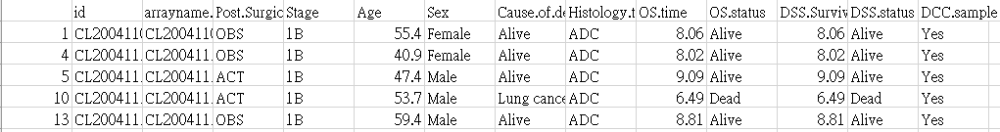 id arrayname. Post.Surgic Stage Age Sex Cause.of.de Histology.t OS.time OS.status DSS.Surviv DSS.status DCC.sample
1 CL2004110 CL2004110 OBS 1B 55.4 Female Alive ADC 8.06 Alive 8.06 Alive Yes
4 CL200411. CL200411. OBS 1B 40.9 Female Alive ADC 8.02 Alive 8.02 Alive Yes
5 CL200411. CL200411. ACT 1B 47.4 Male Alive ADC 9.09 Alive 9.09 Alive Yes
10 CL200411. CL200411. ACT 1B 53.7 Male Lung cance ADC 6.49 Dead 6.49 Dead Yes
13 CL200411. CL200411. OBS 1B 59.4 Male Alive ADC 8.81 Alive 8.81 Alive Yes